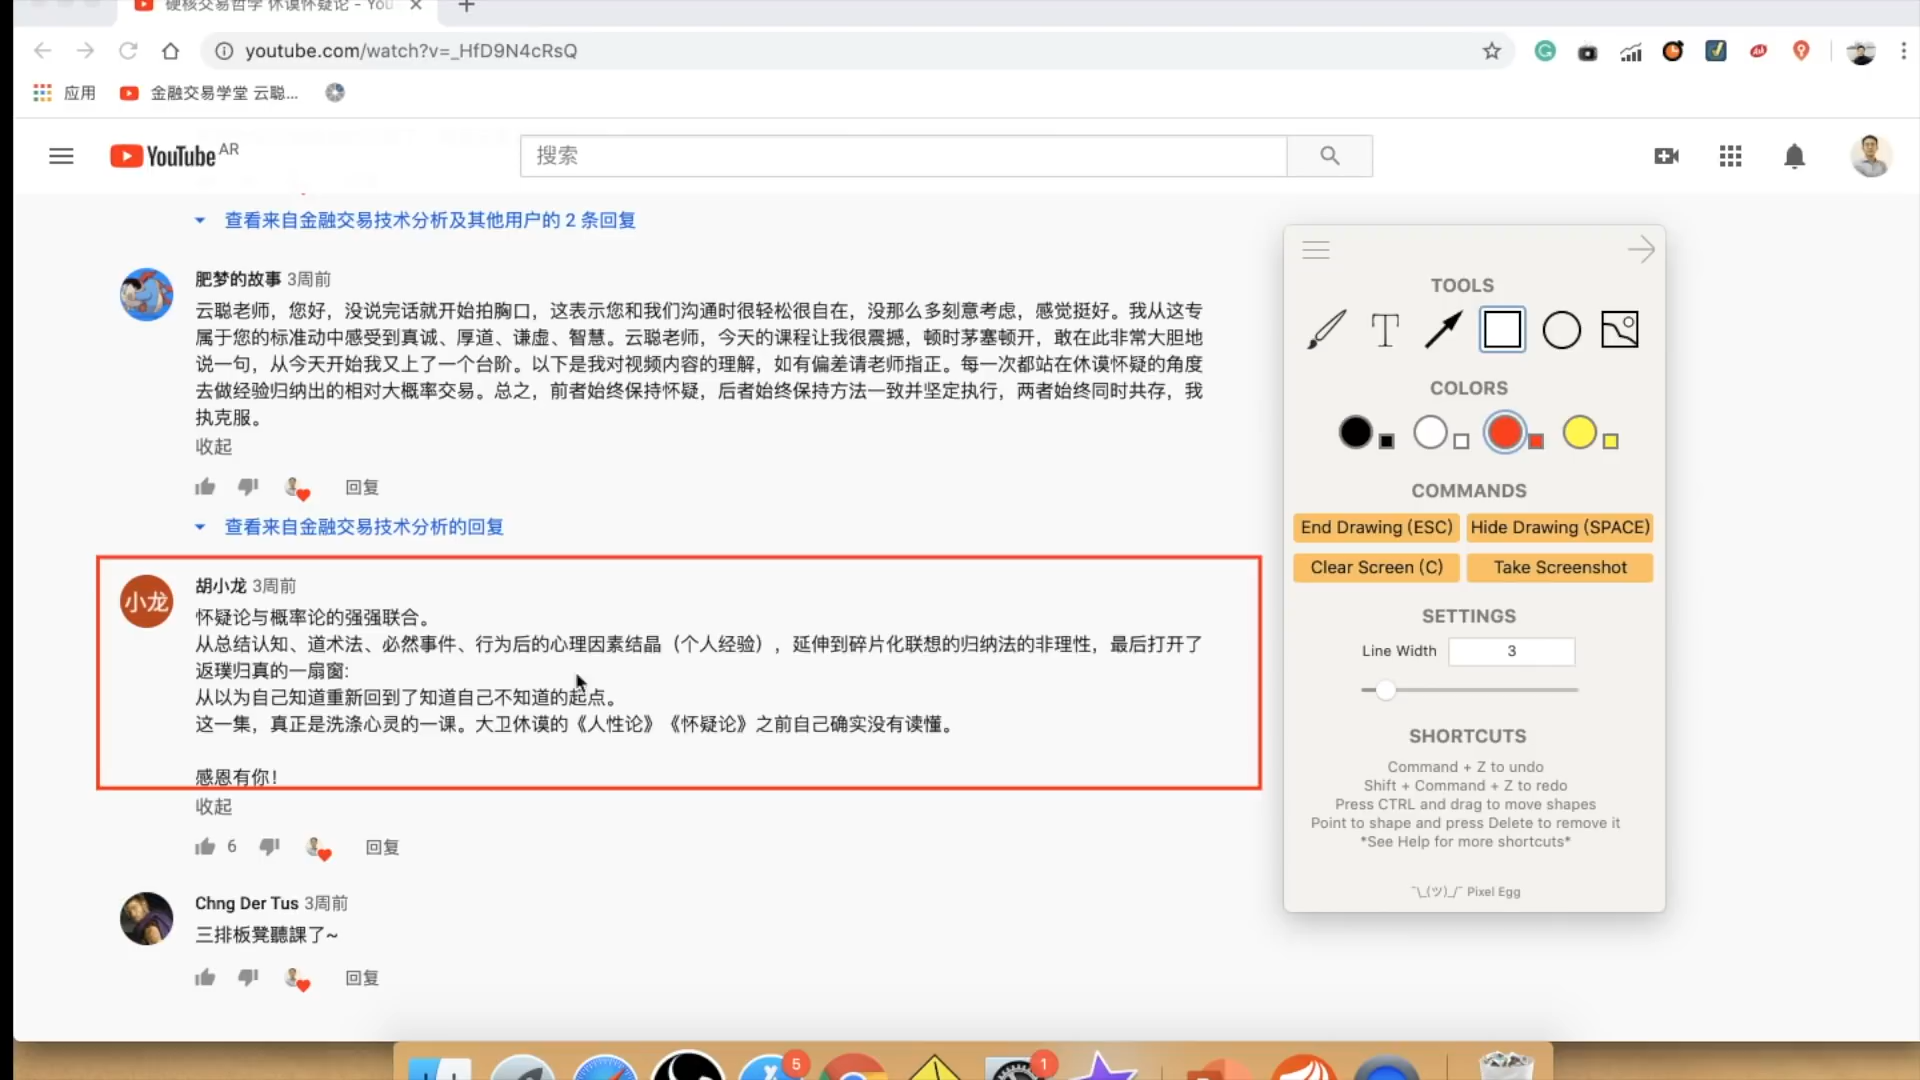 硬核交易哲学 休谟怀疑论 - You
youtube.com/watch?v=_HfD9N4cRsQ
应用
金融交易学堂 云聪...
YouTube AR
搜索
查看来自金融交易技术分析及其他用户的 2 条回复
肥梦的故事 3周前
云聪老师，您好，没说完话就开始拍胸口，这表示您和我们沟通时很轻松很自在，没那么多刻意考虑，感觉挺好。我从这专
属于您的标准动中感受到真诚、厚道、谦虚、智慧。云聪老师，今天的课程让我很震撼，顿时茅塞顿开，敢在此非常大胆地
说一句，从今天开始我又上了一个台阶。以下是我对视频内容的理解，如有偏差请老师指正。每一次都站在休谟怀疑的角度
去做经验归纳出的相对大概率交易。总之，前者始终保持怀疑，后者始终保持方法一致并坚定执行，两者始终同时共存，我
执克服。
收起
回复
查看来自金融交易技术分析的回复
小龙
胡小龙 3周前
怀疑论与概率论的强强联合。
从总结认知、道术法、必然事件、行为后的心理因素结晶（个人经验），延伸到碎片化联想的归纳法的非理性，最后打开了
返璞归真的一扇窗:
从以为自己知道重新回到了知道自己不知道的起点。
这一集，真正是洗涤心灵的一课。大卫休谟的《人性论》《怀疑论》之前自己确实没有读懂。
感恩有你！
收起
6
回复
Chng Der Tus 3周前
三排板凳聽課了~
回复
TOOLS
T
COLORS
COMMANDS
End Drawing (ESC) Hide Drawing (SPACE)
Clear Screen (C) Take Screenshot
SETTINGS
Line Width 3
SHORTCUTS
Command + Z to undo
Shift + Command + Z to redo
Press CTRL and drag to move shapes
Point to shape and press Delete to remove it
*See Help for more shortcuts*
¯\_(ツ)_/¯ Pixel Egg
5
1